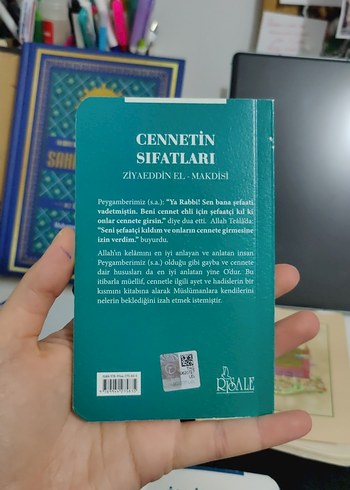 CENNETİN
SIFATLARI
ZİYAEDDİN EL - MAKDİSİ
Peygamberimiz (s.a.): "Ya Rabbi! Sen bana şefaati
vadetmiştin. Beni cennet ehli için şefaatçi kıl ki
onlar cennete girsin." diye dua etti. Allah Teâlâ'da:
"Seni şefaatçi kıldım ve onların cennete girmesine
izin verdim." buyurdu.
Allah'ın kelâmını en iyi anlayan ve anlatan insan
Peygamberimiz (s.a.) olduğu gibi gayba ve cennete
dair hususları da en iyi anlatan yine O'dur. Bu
itibarla müellif, cennetle ilgili ayet ve hadislerin bir
kısmını kitabına alarak Müslümanlara kendilerini
nelerin beklediğini izah etmek istemiştir.
RİSALE